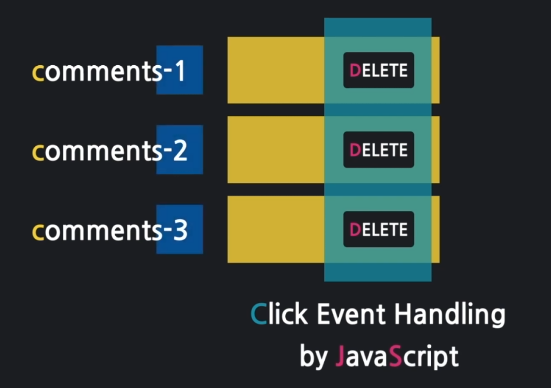 comments-1
DELETE
comments-2
DELETE
comments-3
DELETE
Click Event Handling
by JavaScript